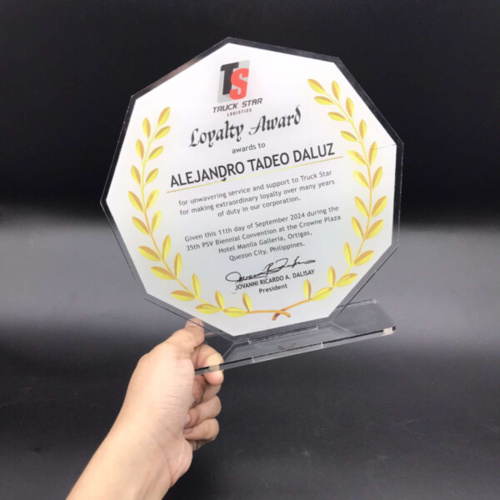 TS
TRUCK STAR
LOGISTICS
Loyalty Award
awards to
ALEJANDRO TADEO DALUZ
for unwavering service and support to Truck Star
for making extraordinary loyalty over many years
of duty in our corporation.
Given this 11th day of September 2024 during the
35th PSV Biennial Convention at the Crowne Plaza
Hotel Manila Galleria, Ortigas,
Quezon City, Philippines.
JOVANNI RICARDO A. DALISAY
President